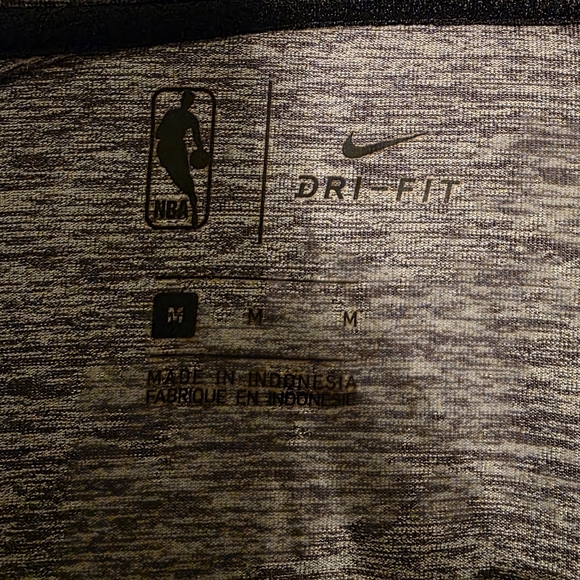 NBA
DRI-FIT
M M M
MADE IN INDONESIA
FABRIQUE EN INDONESIE